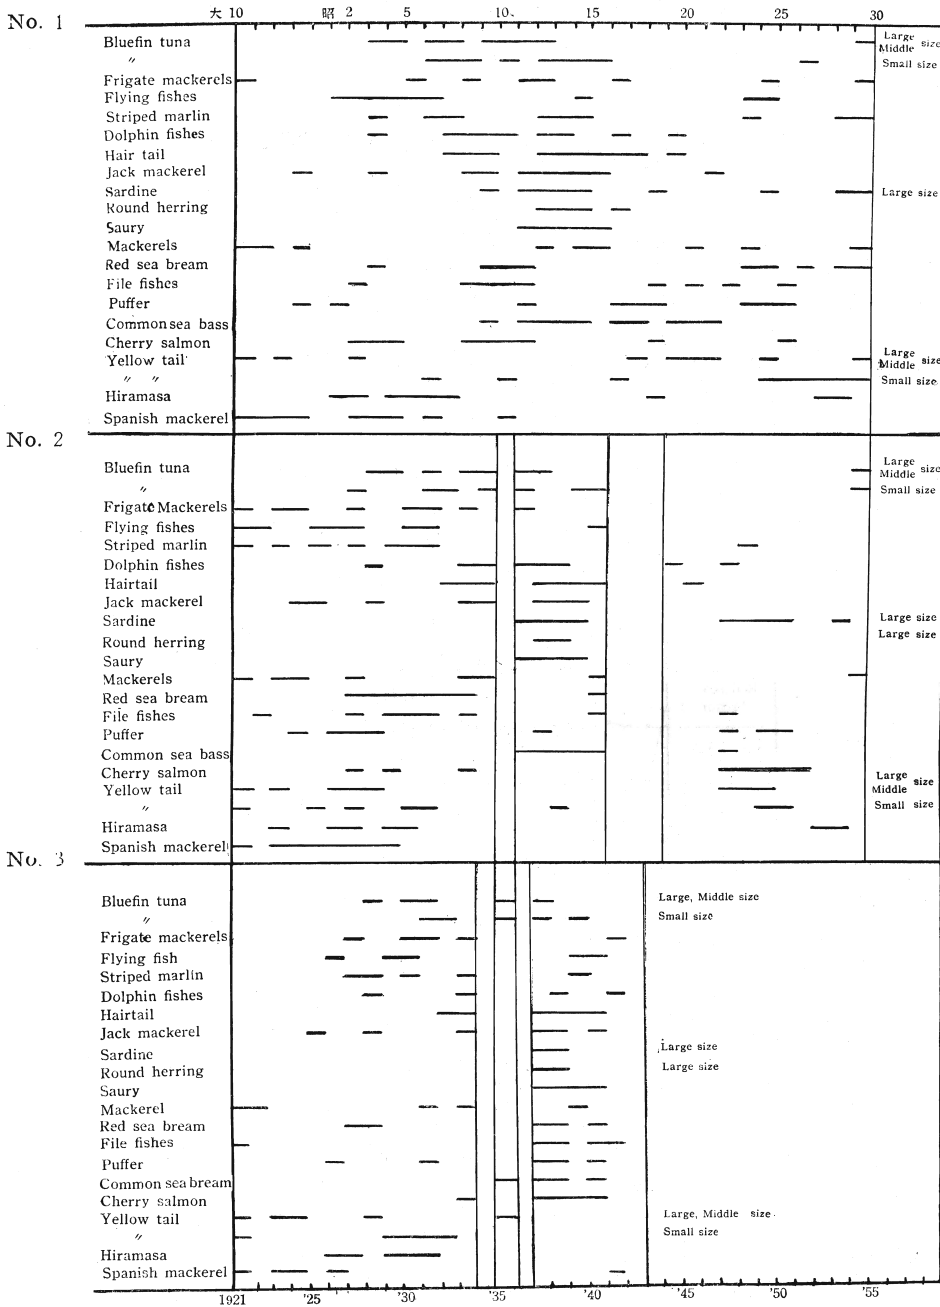 大 10 昭 2 5 10. 15 20 25 30
No. 1
Bluefin tuna Large Middle size
〃 Small size
Frigate mackerels
Flying fishes
Striped marlin
Dolphin fishes
Hair tail
Jack mackerel
Sardine Large size
Round herring
Saury
Mackerels
Red sea bream
File fishes
Puffer
Common sea bass
Cherry salmon
Yellow tail Large Middle size
〃 〃 Small size.
Hiramasa
Spanish mackerel
No. 2
Bluefin tuna Large Middle size
〃 Small size
Frigate Mackerels
Flying fishes
Striped marlin
Dolphin fishes
Hairtail
Jack mackerel
Sardine Large size
Round herring Large size
Saury
Mackerels
Red sea bream
File fishes
Puffer
Common sea bass
Cherry salmon
Yellow tail Large Middle size
〃 Small size
Hiramasa
Spanish mackerel
No. 3
Bluefin tuna Large, Middle size
〃 Small size
Frigate mackerels
Flying fish
Striped marlin
Dolphin fishes
Hairtail
Jack mackerel
Sardine Large size
Round herring Large size
Saury
Mackerel
Red sea bream
File fishes
Puffer
Common sea bream
Cherry salmon
Yellow tail Large, Middle size.
〃 Small size
Hiramasa
Spanish mackerel
1921 '25 '30 '35 '40 '45 '50 '55